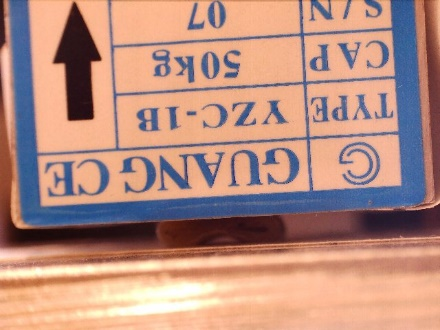 GUANG CE
TYPE YZC-1B
CAP 50kg
S/N 07